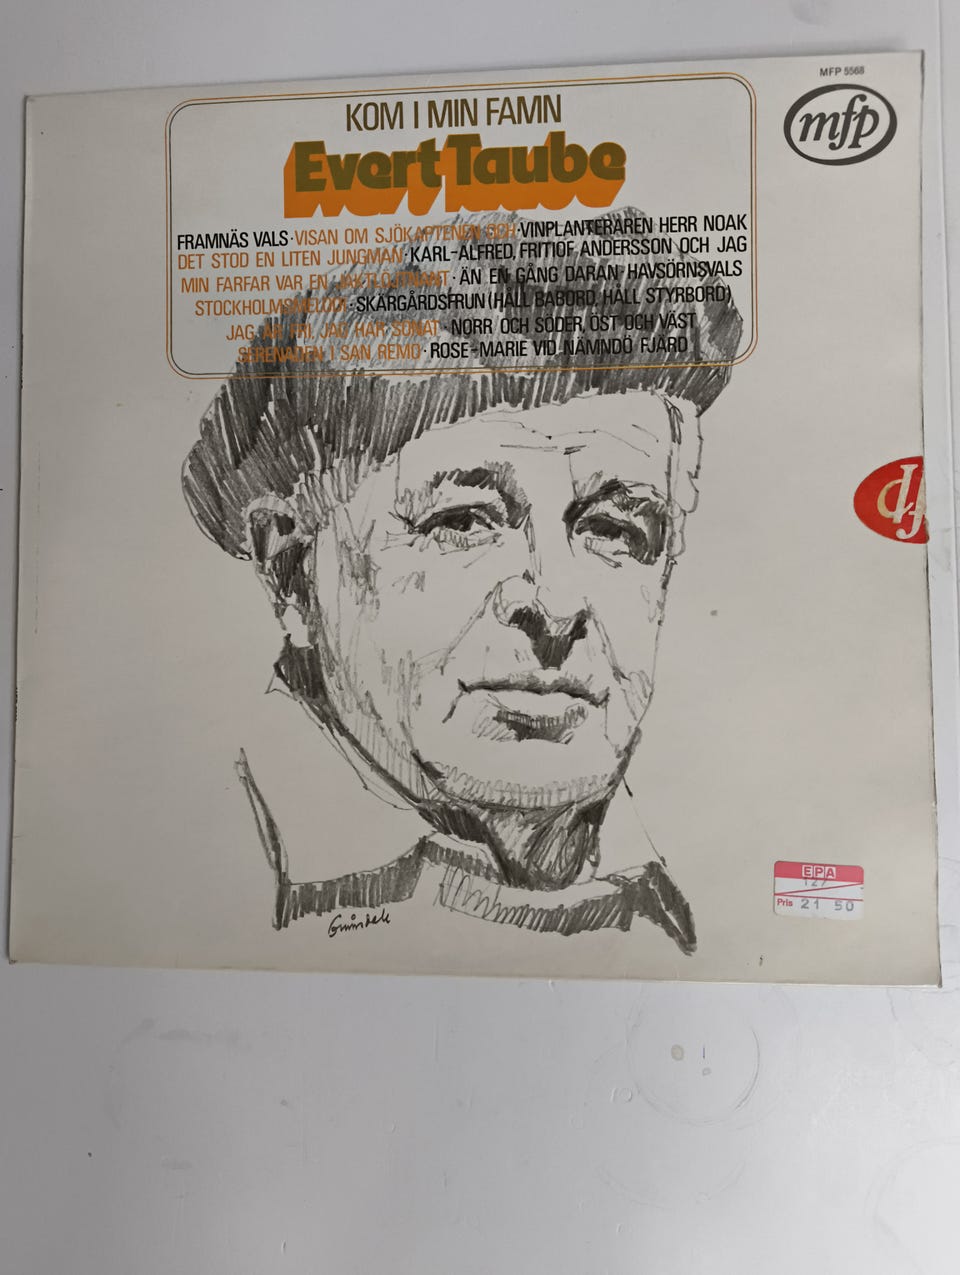 MFP 5568
mfp
KOM I MIN FAMN
Evert Taube
FRAMNÄS VALS·VISAN OM SJÖKAPTENEN OCH·VINPLANTERAREN HERR NOAK
DET STOD EN LITEN JUNGMAN·KARL-ALFRED, FRITIOF ANDERSSON OCH JAG
MIN FARFAR VAR EN JAKTLÖJTNANT·ÄN EN GÅNG DARAN·HAVSÖRNSVALS
STOCKHOLMSMELODI·SKÄRGÅRDSFRUN (HÅLL BABORD, HÅLL STYRBORD)
JAG ÄR FRI, JAG HAR SONAT·NORR OCH SÖDER, ÖST OCH VÄST
SERENADEN I SAN REMO·ROSE-MARIE VID NÄMNDÖ FJÄRD
df
EPA
127
Pris 21 50